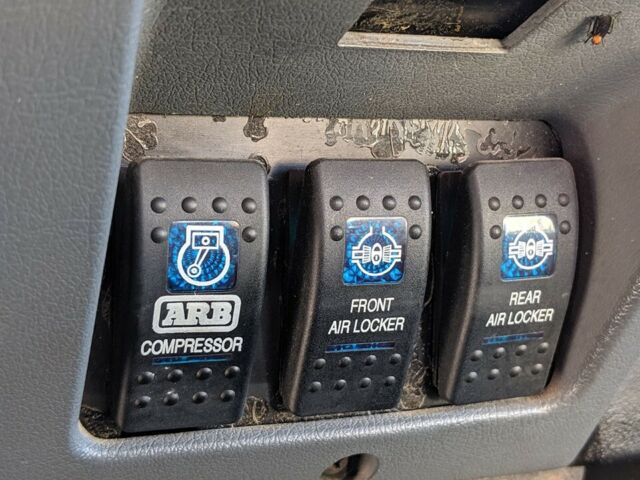 ARB
COMPRESSOR
FRONT
AIR LOCKER
REAR
AIR LOCKER